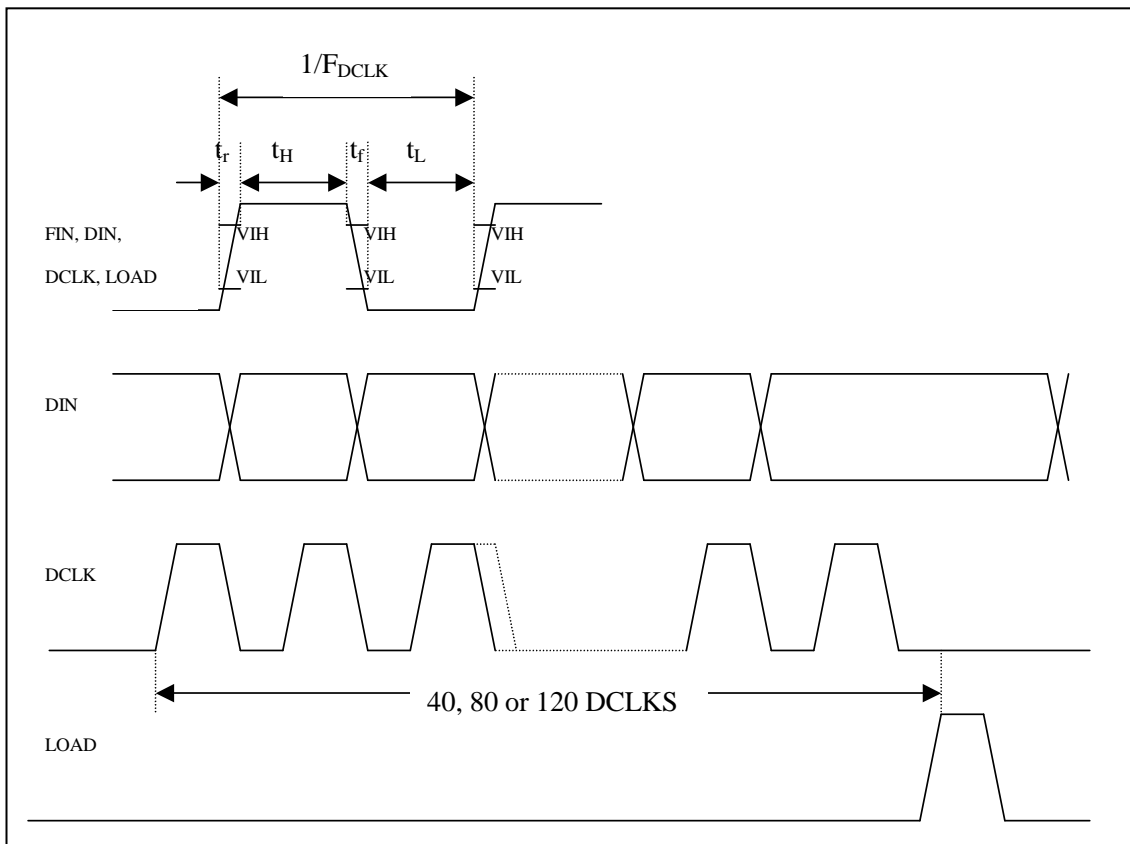 1/FDCLK
tr tH tf tL
FIN, DIN, VIH VIH VIH
DCLK, LOAD VIL VIL VIL
DIN
DCLK
40, 80 or 120 DCLKS
LOAD